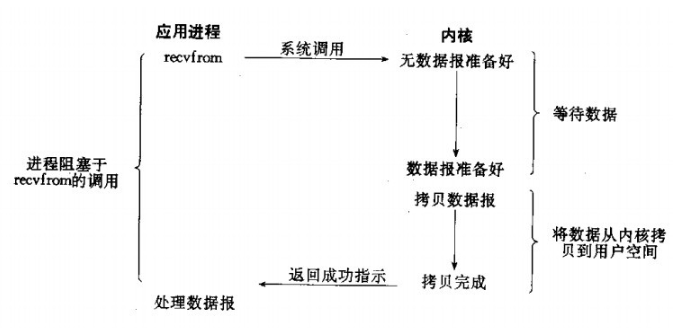 应用进程
内核
recvfrom
系统调用
无数据报准备好
等待数据
进程阻塞于
recvfrom的调用
数据报准备好
拷贝数据报
将数据从内核拷
贝到用户空间
返回成功指示
拷贝完成
处理数据报